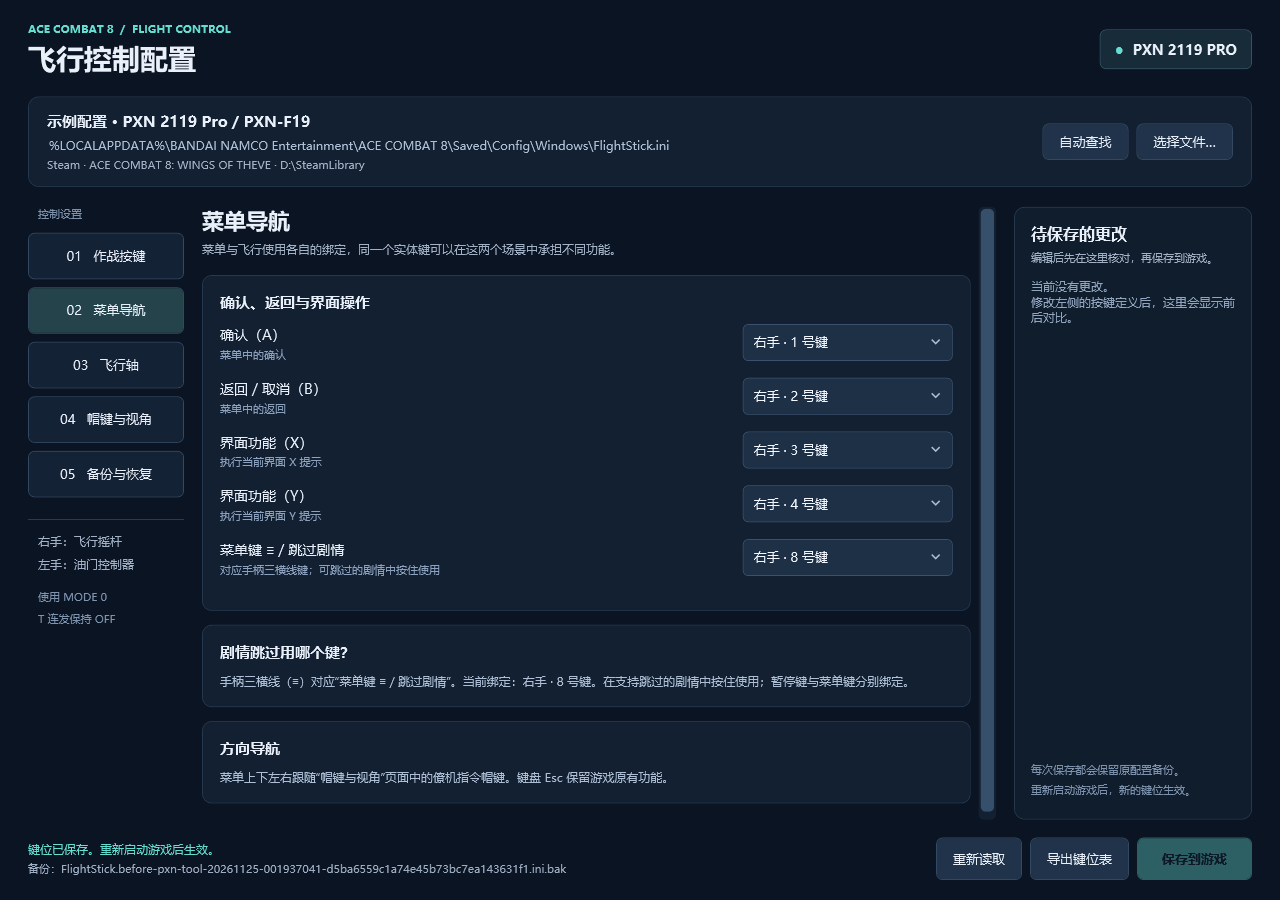 ACE COMBAT 8 / FLIGHT CONTROL
飞行控制配置
PXN 2119 PRO
示例配置 • PXN 2119 Pro / PXN-F19
%LOCALAPPDATA%\BANDAI NAMCO Entertainment\ACE COMBAT 8\Saved\Config\Windows\FlightStick.ini
Steam · ACE COMBAT 8: WINGS OF THEVE · D:\SteamLibrary
自动查找
选择文件...
控制设置
01 作战按键
02 菜单导航
03 飞行轴
04 帽键与视角
05 备份与恢复
右手：飞行摇杆
左手：油门控制器
使用 MODE 0
T 连发保持 OFF
菜单导航
菜单与飞行使用各自的绑定，同一个实体键可以在这两个场景中承担不同功能。
确认、返回与界面操作
确认（A）
菜单中的确认
右手 · 1 号键
返回 / 取消（B）
菜单中的返回
右手 · 2 号键
界面功能（X）
执行当前界面 X 提示
右手 · 3 号键
界面功能（Y）
执行当前界面 Y 提示
右手 · 4 号键
菜单键 ≡ / 跳过剧情
对应手柄三横线键；可跳过的剧情中按住使用
右手 · 8 号键
剧情跳过用哪个键?
手柄三横线（≡）对应“菜单键 ≡ / 跳过剧情”。当前绑定：右手 · 8 号键。在支持跳过的剧情中按住使用；暂停键与菜单键分别绑定。
方向导航
菜单上下左右跟随“帽键与视角”页面中的僚机指令帽键。键盘 Esc 保留游戏原有功能。
待保存的更改
编辑后先在这里核对，再保存到游戏。
当前没有更改。
修改左侧的按键定义后，这里会显示前
后对比。
每次保存都会保留原配置备份。
重新启动游戏后，新的键位生效。
键位已保存。重新启动游戏后生效。
备份：FlightStick.before-pxn-tool-20261125-001937041-d5ba6559c1a74e45b73bc7ea143631f1.ini.bak
重新读取
导出键位表
保存到游戏